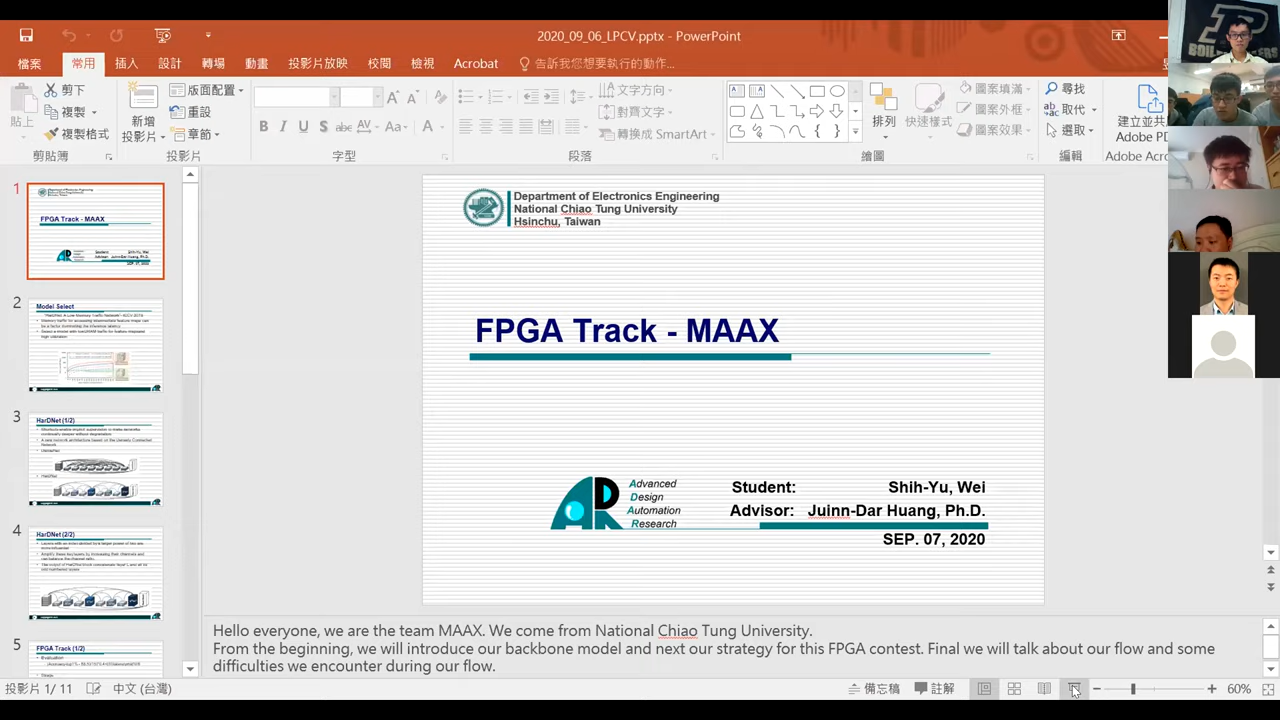 2020_09_06_LPCV.pptx - PowerPoint
檔案 常用 插入 設計 轉場 動畫 投影片放映 校閱 檢視 Acrobat 告訴我您想要執行的動作...
貼上
剪下
複製
複製格式
剪貼簿
新增
投影片
版面配置
重設
章節
投影片
B I U S abc AV Aa A
字型
文字方向
對齊文字
轉換成 SmartArt
段落
排列
快速樣式
圖案填滿
圖案外框
圖案效果
繪圖
尋找
取代
選取
編輯
建立並共
Adobe PD
Adobe Acro
1
FPGA Track - MAAX
2
Model Select
3
HarDNet (1/2)
4
HarDNet (2/2)
5
FPGA Track (1/2)
Department of Electronics Engineering
National Chiao Tung University
Hsinchu, Taiwan
FPGA Track - MAAX
Advanced
Design
Automation
Research
Student: Shih-Yu, Wei
Advisor: Juinn-Dar Huang, Ph.D.
SEP. 07, 2020
Hello everyone, we are the team MAAX. We come from National Chiao Tung University.
From the beginning, we will introduce our backbone model and next our strategy for this FPGA contest. Final we will talk about our flow and some
difficulties we encounter during our flow.
投影片 1/ 11 中文 (台灣) 備忘稿 註解 60%